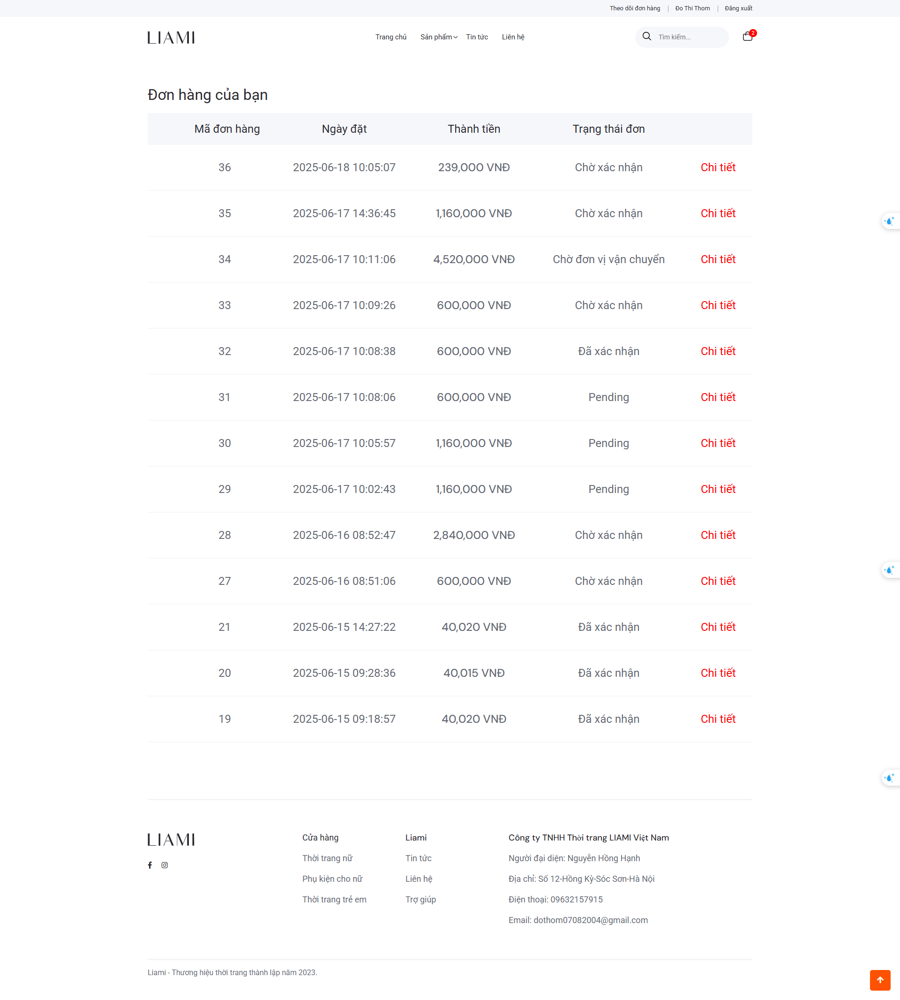 Theo dõi đơn hàng | Đo Thi Thom | Đăng xuất
LIAMI Trang chủ Sản phẩm Tin tức Liên hệ Tìm kiếm... 2
Đơn hàng của bạn
Mã đơn hàng Ngày đặt Thành tiền Trạng thái đơn
36 2025-06-18 10:05:07 239,000 VNĐ Chờ xác nhận Chi tiết
35 2025-06-17 14:36:45 1,160,000 VNĐ Chờ xác nhận Chi tiết
34 2025-06-17 10:11:06 4,520,000 VNĐ Chờ đơn vị vận chuyển Chi tiết
33 2025-06-17 10:09:26 600,000 VNĐ Chờ xác nhận Chi tiết
32 2025-06-17 10:08:38 600,000 VNĐ Đã xác nhận Chi tiết
31 2025-06-17 10:08:06 600,000 VNĐ Pending Chi tiết
30 2025-06-17 10:05:57 1,160,000 VNĐ Pending Chi tiết
29 2025-06-17 10:02:43 1,160,000 VNĐ Pending Chi tiết
28 2025-06-16 08:52:47 2,840,000 VNĐ Chờ xác nhận Chi tiết
27 2025-06-16 08:51:06 600,000 VNĐ Chờ xác nhận Chi tiết
21 2025-06-15 14:27:22 40,020 VNĐ Đã xác nhận Chi tiết
20 2025-06-15 09:28:36 40,015 VNĐ Đã xác nhận Chi tiết
19 2025-06-15 09:18:57 40,020 VNĐ Đã xác nhận Chi tiết
LIAMI
Cửa hàng
Thời trang nữ
Phụ kiện cho nữ
Thời trang trẻ em
Liami
Tin tức
Liên hệ
Trợ giúp
Công ty TNHH Thời trang LIAMI Việt Nam
Người đại diện: Nguyễn Hồng Hạnh
Địa chỉ: Số 12-Hồng Kỳ-Sóc Sơn-Hà Nội
Điện thoại: 09632157915
Email: dothom07082004@gmail.com
Liami - Thương hiệu thời trang thành lập năm 2023.